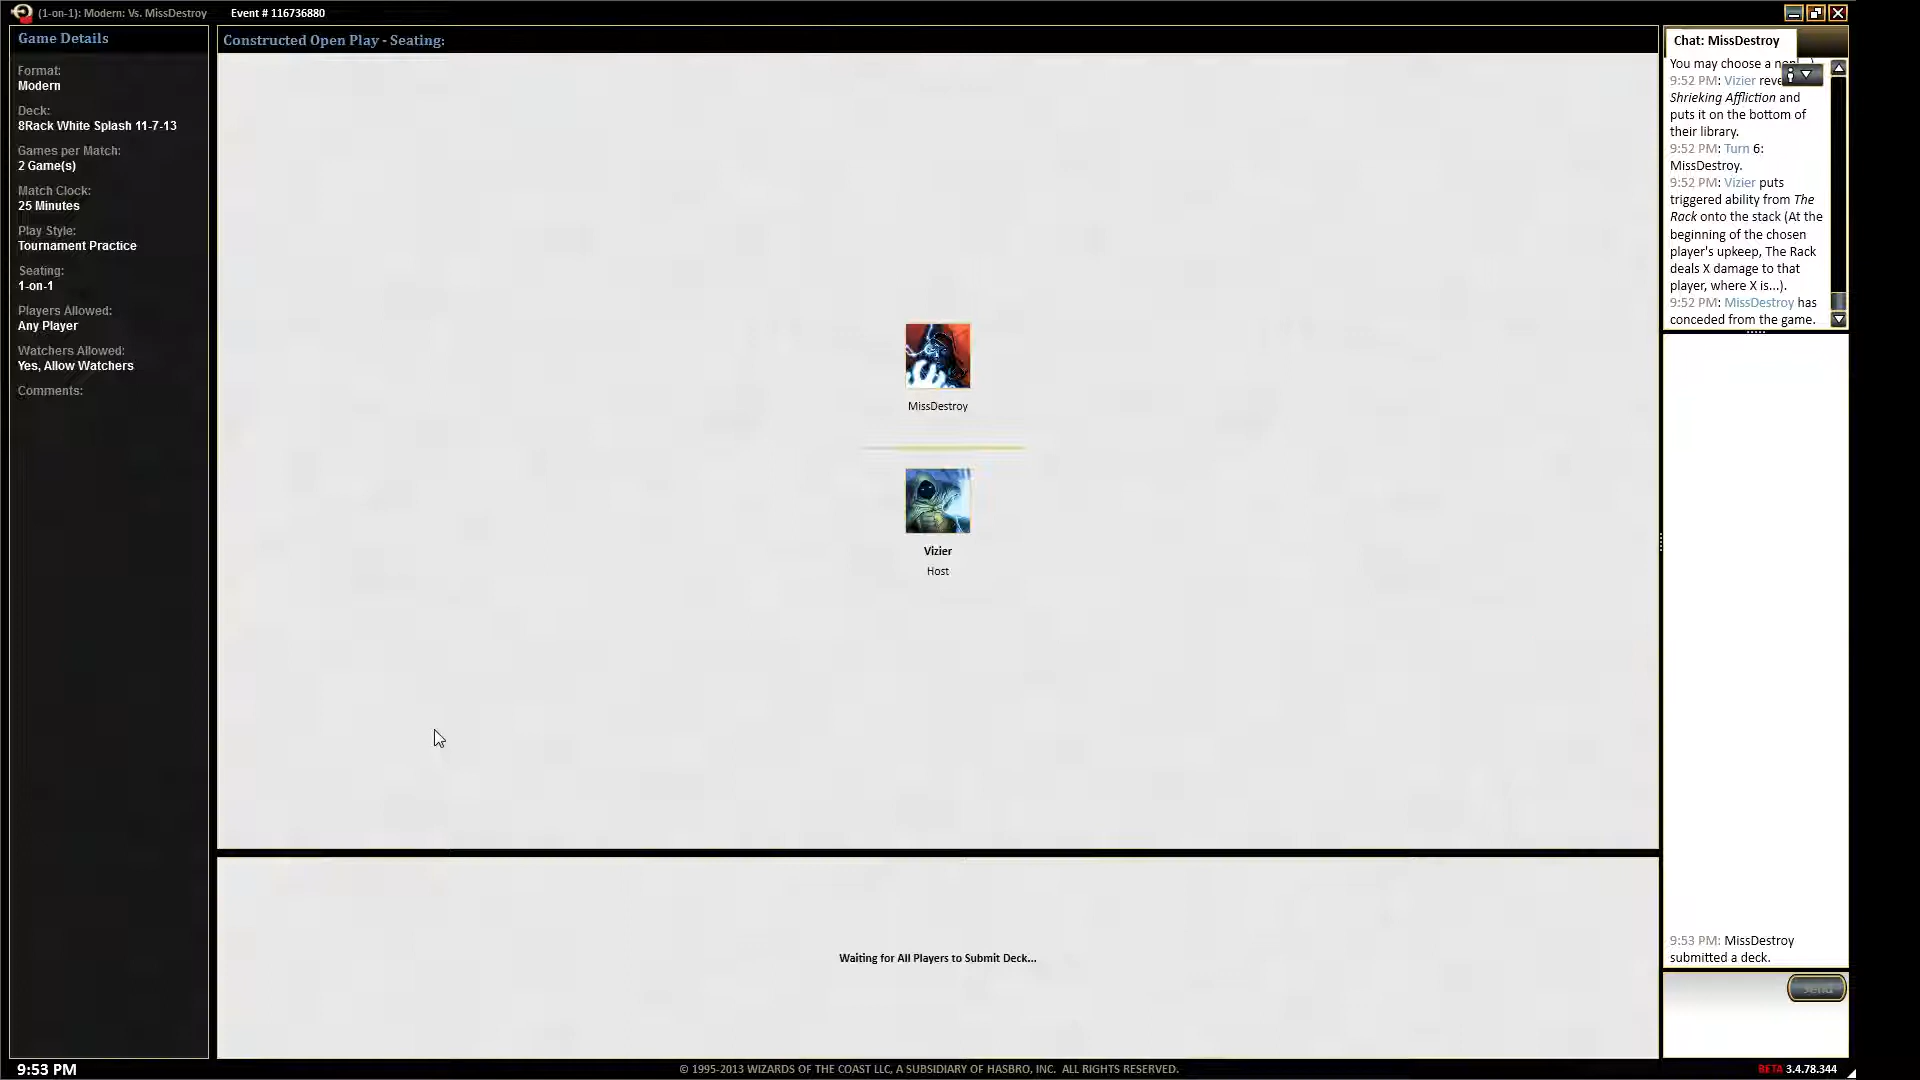 (1-on-1): Modern: Vs. MissDestroy Event # 116736880
Game Details
Format:
Modern
Deck:
8Rack White Splash 11-7-13
Games per Match:
2 Game(s)
Match Clock:
25 Minutes
Play Style:
Tournament Practice
Seating:
1-on-1
Players Allowed:
Any Player
Watchers Allowed:
Yes, Allow Watchers
Comments:
Constructed Open Play - Seating:
MissDestroy
Vizier
Host
Waiting for All Players to Submit Deck...
Chat: MissDestroy
You may choose a
9:52 PM: Vizier
Shrieking Affliction and
puts it on the bottom of
their library.
9:52 PM: Turn 6:
MissDestroy.
9:52 PM: Vizier puts
triggered ability from The
Rack onto the stack (At the
beginning of the chosen
player's upkeep, The Rack
deals X damage to that
player, where X is...).
9:52 PM: MissDestroy has
conceded from the game.
9:53 PM: MissDestroy
submitted a deck.
Send
9:53 PM
© 1995-2013 WIZARDS OF THE COAST LLC, A SUBSIDIARY OF HASBRO, INC. ALL RIGHTS RESERVED.
BETA 3.4.78.344